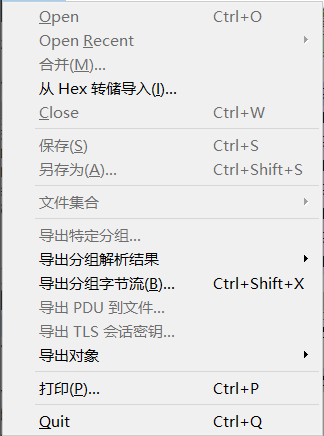 Open Ctrl+O
Open Recent
合并(M)...
从 Hex 转储导入(I)...
Close Ctrl+W
保存(S) Ctrl+S
另存为(A)... Ctrl+Shift+S
文件集合
导出特定分组...
导出分组解析结果
导出分组字节流(B)... Ctrl+Shift+X
导出 PDU 到文件...
导出 TLS 会话密钥...
导出对象
打印(P)... Ctrl+P
Quit Ctrl+Q